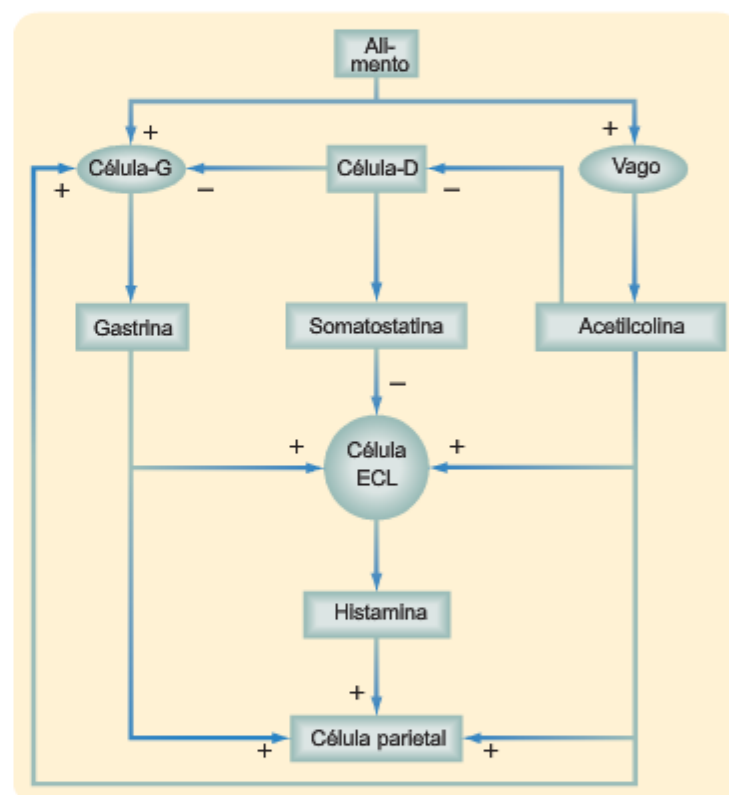 Ali-
mento
+ +
Célula-G Célula-D Vago
+ – –
Gastrina Somatostatina Acetilcolina
–
+ Célula +
ECL
Histamina
+
Célula parietal
+ +